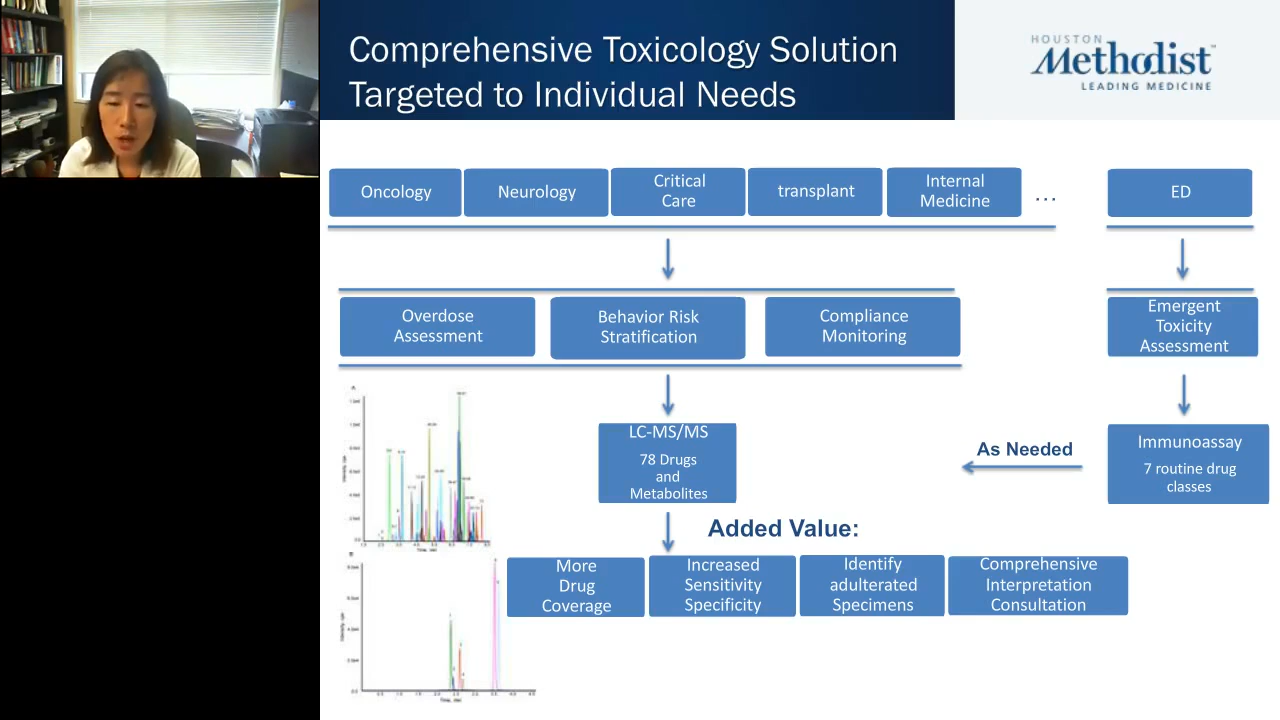 Comprehensive Toxicology Solution
Targeted to Individual Needs
HOUSTON
Methodist
LEADING MEDICINE
Oncology
Neurology
Critical
Care
transplant
Internal
Medicine
...
ED
Overdose
Assessment
Behavior Risk
Stratification
Compliance
Monitoring
Emergent
Toxicity
Assessment
LC-MS/MS
78 Drugs
and
Metabolites
As Needed
Immunoassay
7 routine drug
classes
Added Value:
More
Drug
Coverage
Increased
Sensitivity
Specificity
Identify
adulterated
Specimens
Comprehensive
Interpretation
Consultation
A
B